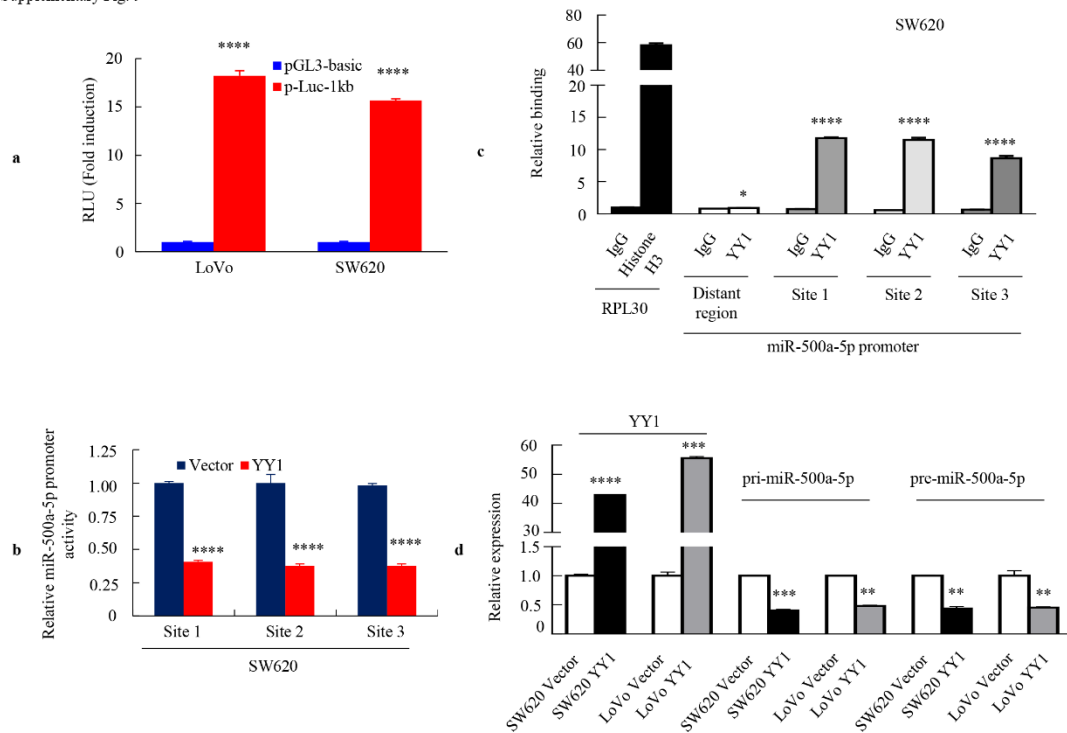 a
RLU (Fold induction)
20
15
10
5
0
****
****
pGL3-basic
p-Luc-1kb
LoVo
SW620
c
SW620
Relative binding
80
60
40
20
15
10
5
0
*
****
****
****
IgG
Histone H3
IgG
YY1
IgG
YY1
IgG
YY1
IgG
YY1
RPL30
Distant region
Site 1
Site 2
Site 3
miR-500a-5p promoter
b
Relative miR-500a-5p promoter
activity
1.25
1.00
0.75
0.50
0.25
0
Vector
YY1
****
****
****
Site 1
Site 2
Site 3
SW620
d
Relative expression
YY1
pri-miR-500a-5p
prc-miR-500a-5p
60
50
40
30
1.5
1.0
0.5
0
****
***
***
**
**
**
SW620 Vector
SW620 YY1
LoVo Vector
LoVo YY1
SW620 Vector
SW620 YY1
LoVo Vector
LoVo YY1
SW620 Vector
SW620 YY1
LoVo Vector
LoVo YY1